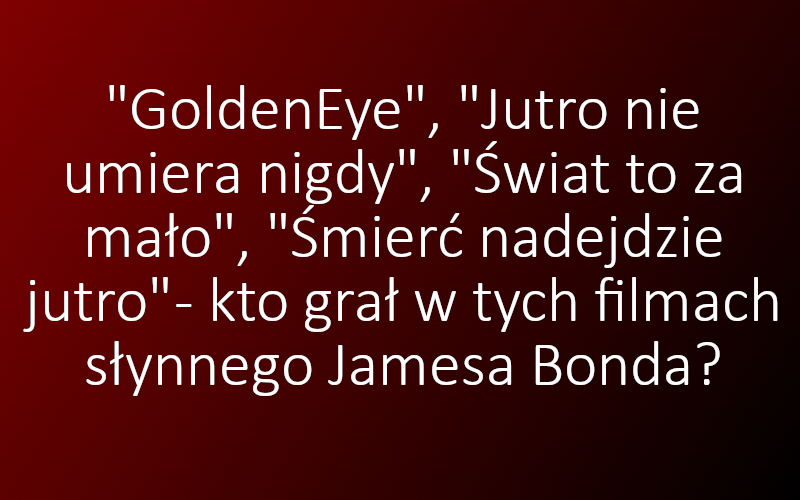 "GoldenEye", "Jutro nie
umiera nigdy", "Świat to za
mało", "Śmierć nadejdzie
jutro"- kto grał w tych filmach
słynnego Jamesa Bonda?